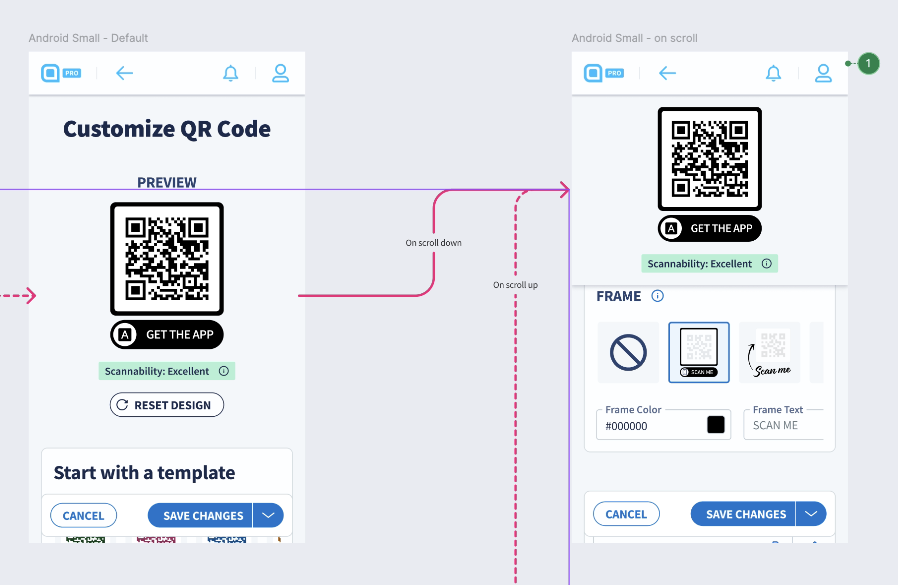 Android Small - Default
PRO
Customize QR Code
PREVIEW
A GET THE APP
Scannability: Excellent
RESET DESIGN
Start with a template
CANCEL
SAVE CHANGES
On scroll down
On scroll up
Android Small - on scroll
PRO
1
A GET THE APP
Scannability: Excellent
FRAME
SCAN ME
Scan me
Frame Color
#000000
Frame Text
SCAN ME
CANCEL
SAVE CHANGES